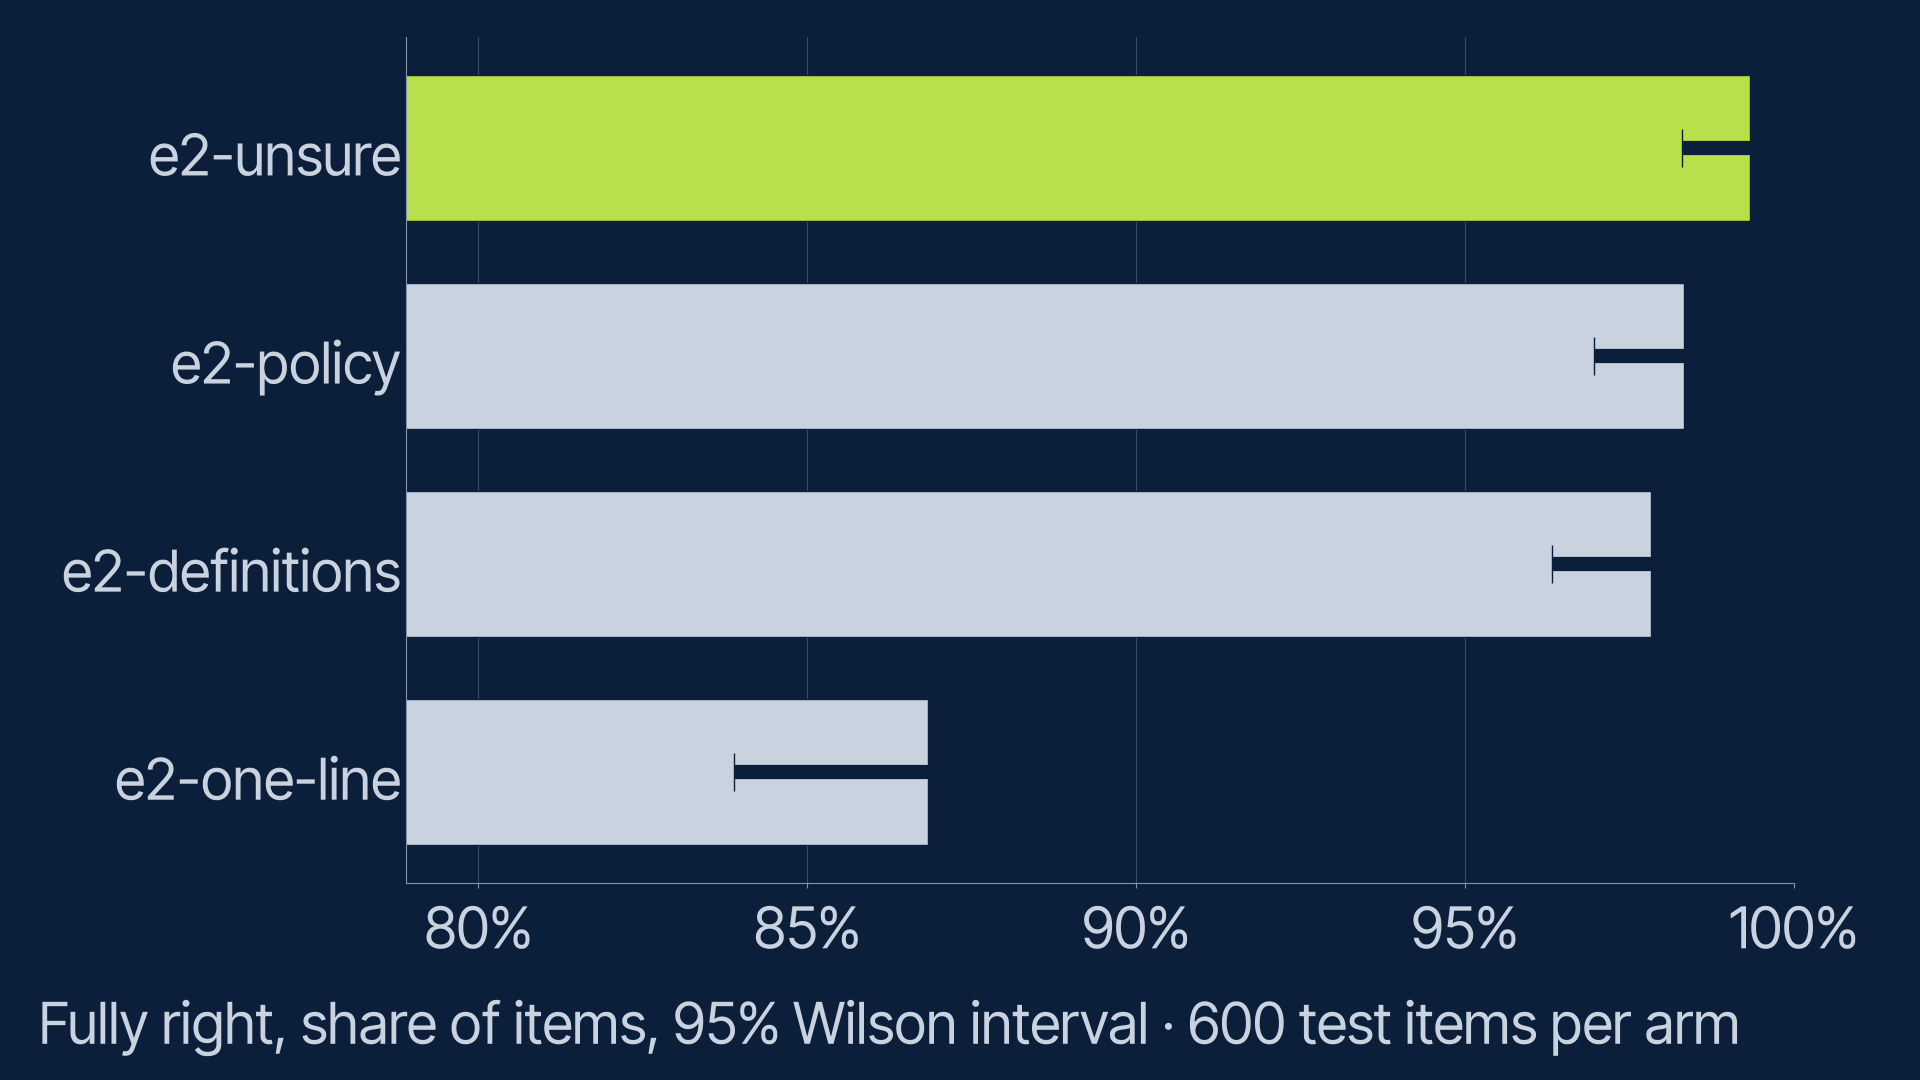 e2-unsure
e2-policy
e2-definitions
e2-one-line
80% 85% 90% 95% 100%
Fully right, share of items, 95% Wilson interval · 600 test items per arm